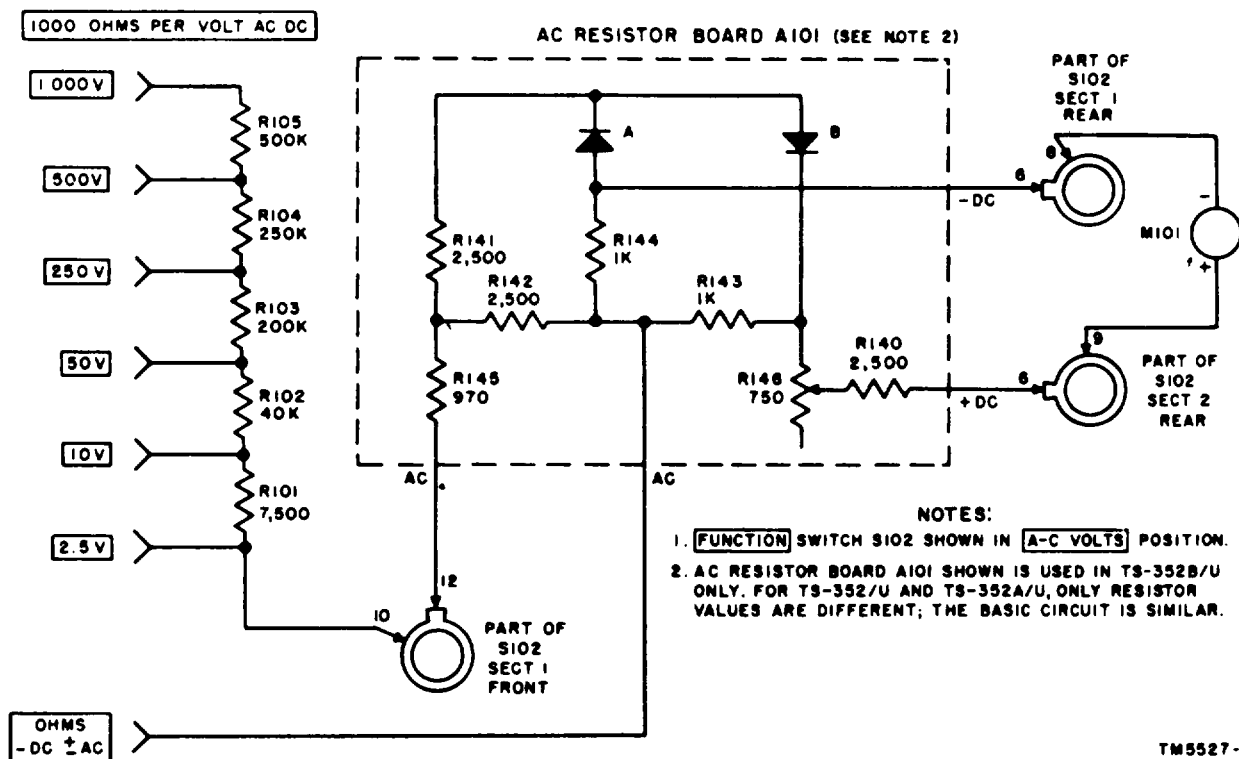 1000 OHMS PER VOLT AC DC
AC RESISTOR BOARD A101 (SEE NOTE 2)
1000V
R105
500K
500V
R104
250K
250V
R103
200K
50V
R102
40K
10V
R101
7,500
2.5V
10
12
PART OF
S102
SECT 1
FRONT
OHMS
-DC ± AC
A
B
R141
2,500
R142
2,500
R144
1K
R143
1K
R145
970
R146
750
R140
2,500
AC
AC
-DC
+DC
6
8
PART OF
S102
SECT 1
REAR
-
M101
+
9
6
PART OF
S102
SECT 2
REAR
NOTES:
1. FUNCTION SWITCH S102 SHOWN IN A-C VOLTS POSITION.
2. AC RESISTOR BOARD A101 SHOWN IS USED IN TS-352B/U
ONLY. FOR TS-352/U AND TS-352A/U, ONLY RESISTOR
VALUES ARE DIFFERENT; THE BASIC CIRCUIT IS SIMILAR.
TM5527-